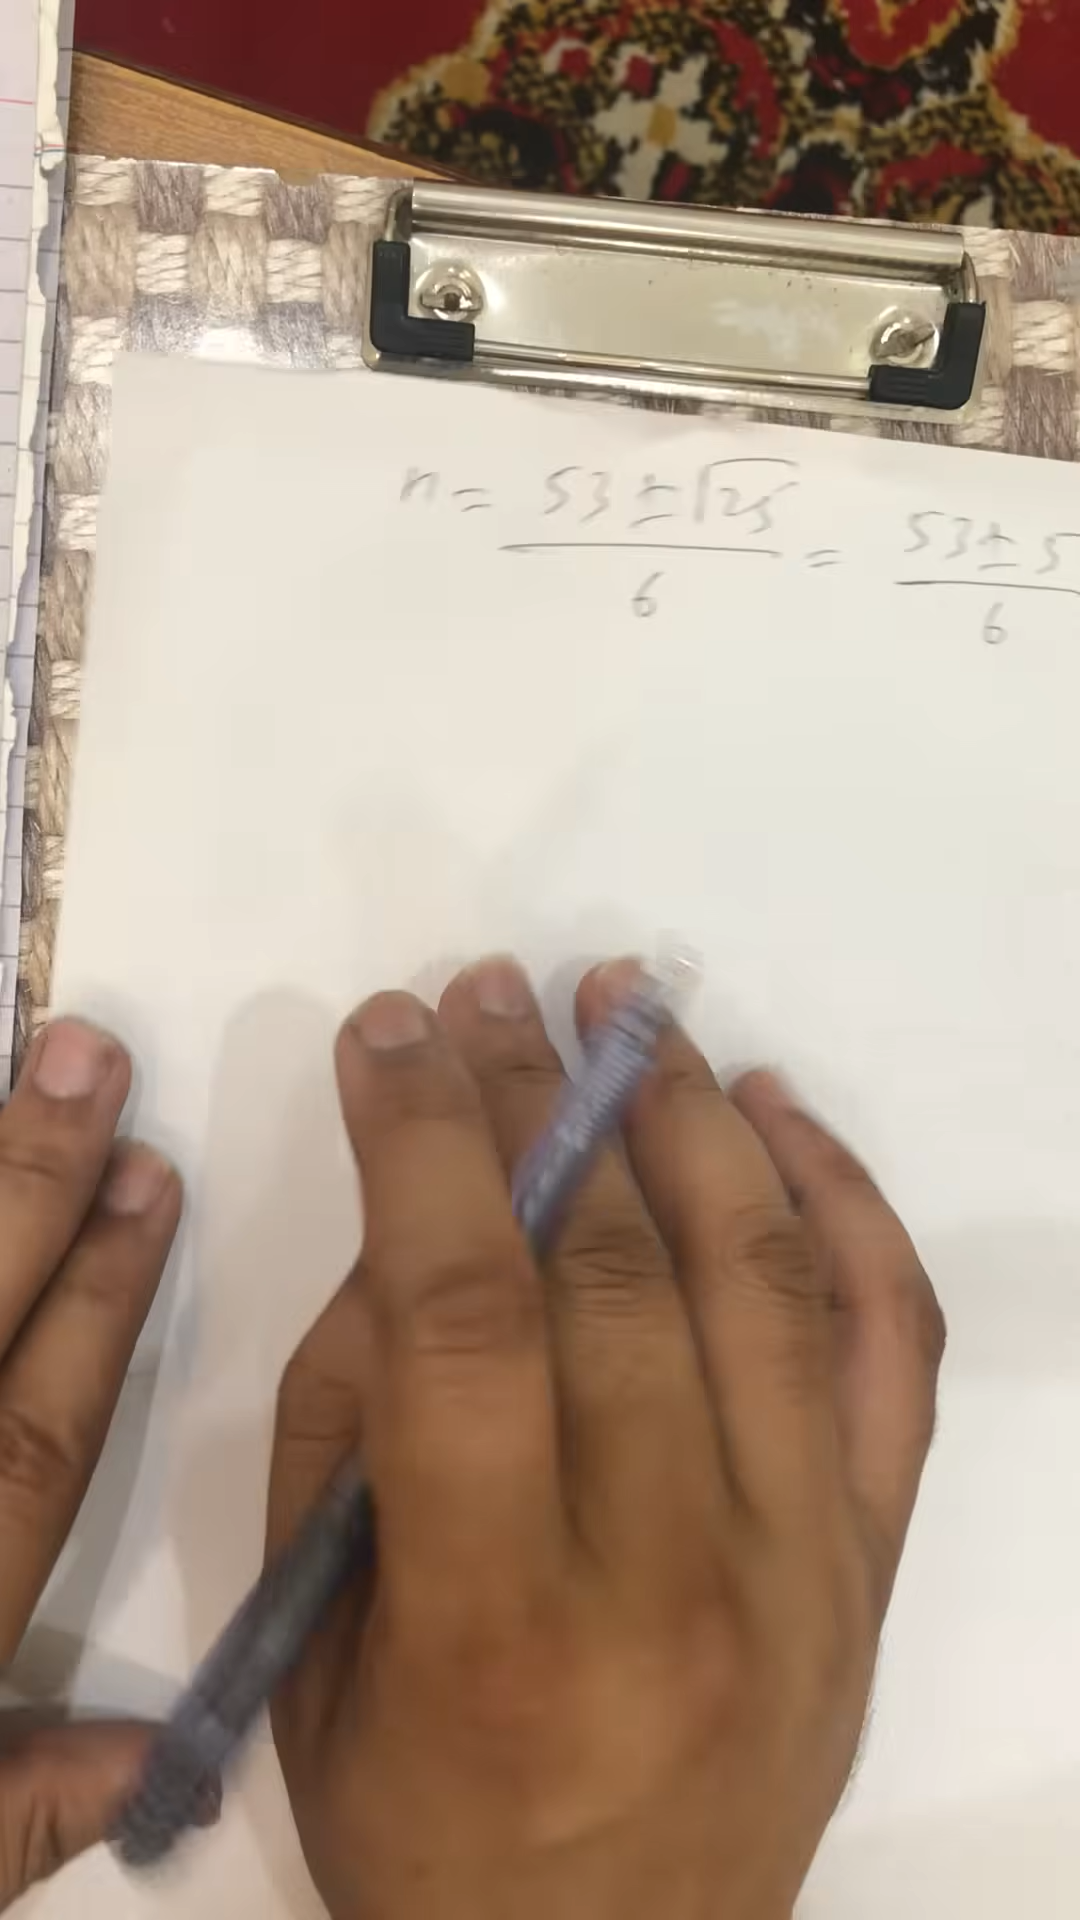 n = 53 ± √25 / 6 = 53 ± 5 / 6